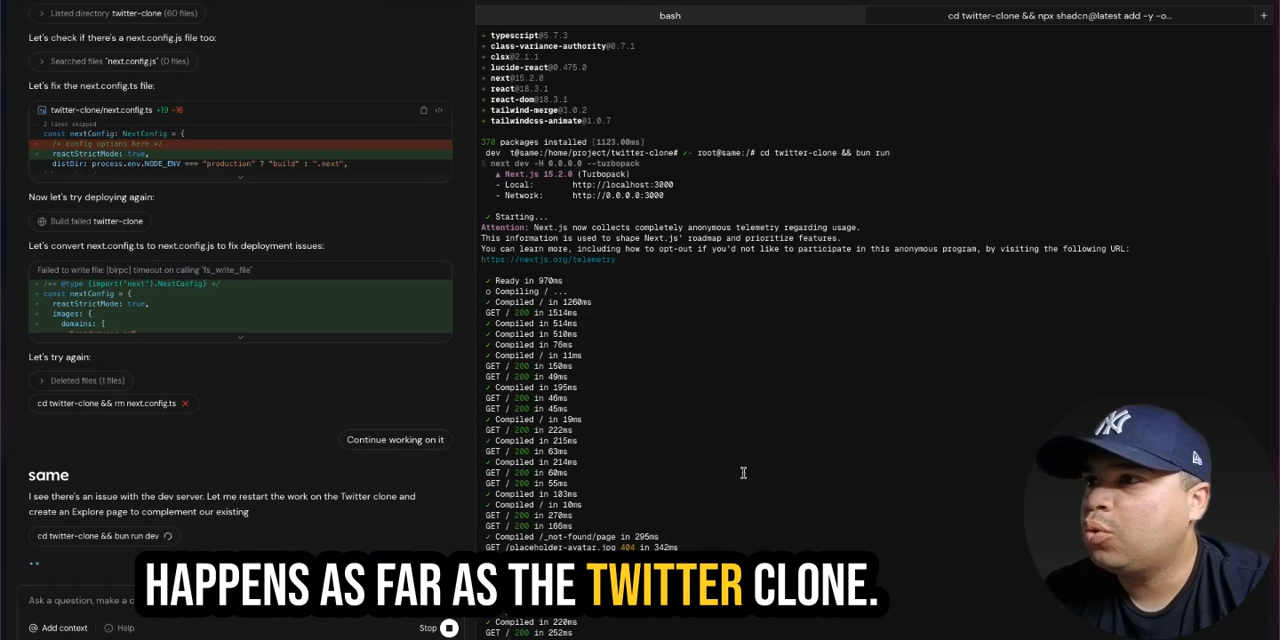 Listed directory twitter-clone (60 files)
Let's check if there's a next.config.js file too:
Searched files "next.config.js" (0 files)
Let's fix the next.config.ts file:
twitter-clone/next.config.ts +19 -16
2 lines skipped
const nextConfig: NextConfig = {
- /* config options here */
+ reactStrictMode: true,
+ distDir: process.env.NODE_ENV === "production" ? "build" : ".next",
Now let's try deploying again:
Build failed twitter-clone
Let's convert next.config.ts to next.config.js to fix deployment issues:
Failed to write file: [birpc] timeout on calling "fs_write_file"
+ /** @type {import('next').NextConfig} */
+ const nextConfig = {
+ reactStrictMode: true,
+ images: {
+ domains: [
Let's try again:
Deleted files (1 files)
cd twitter-clone && rm next.config.ts
Continue working on it
same
I see there's an issue with the dev server. Let me restart the work on the Twitter clone and
create an Explore page to complement our existing
cd twitter-clone && bun run dev
Ask a question, make a c
Add context
Help
Stop
bash
cd twitter-clone && npx shadcn@latest add -y -o...
+ typescript@5.7.3
+ class-variance-authority@0.7.1
+ clsx@2.1.1
+ lucide-react@0.475.0
+ next@15.2.0
+ react@18.3.1
+ react-dom@18.3.1
+ tailwind-merge@3.0.2
+ tailwindcss-animate@1.0.7
370 packages installed [1123.00ms]
dev t@same:/home/project/twitter-clone# ✓- root@same:/# cd twitter-clone && bun run
$ next dev -H 0.0.0.0 --turbopack
▲ Next.js 15.2.0 (Turbopack)
- Local: http://localhost:3000
- Network: http://0.0.0.0:3000
✓ Starting...
Attention: Next.js now collects completely anonymous telemetry regarding usage.
This information is used to shape Next.js' roadmap and prioritize features.
You can learn more, including how to opt-out if you'd not like to participate in this anonymous program, by visiting the following URL:
https://nextjs.org/telemetry
✓ Ready in 970ms
○ Compiling / ...
✓ Compiled / in 1260ms
GET / 200 in 1514ms
✓ Compiled in 514ms
✓ Compiled in 510ms
✓ Compiled in 76ms
✓ Compiled / in 11ms
GET / 200 in 150ms
GET / 200 in 49ms
✓ Compiled in 195ms
GET / 200 in 46ms
GET / 200 in 45ms
✓ Compiled / in 19ms
GET / 200 in 222ms
✓ Compiled in 215ms
GET / 200 in 63ms
✓ Compiled in 214ms
GET / 200 in 60ms
GET / 200 in 55ms
✓ Compiled in 103ms
✓ Compiled / in 10ms
GET / 200 in 270ms
GET / 200 in 166ms
✓ Compiled /_not-found/page in 295ms
GET /placeholder-avatar.jpg 404 in 342ms
✓ Compiled in 220ms
GET / 200 in 252ms
HAPPENS AS FAR AS THE TWITTER CLONE.
NY